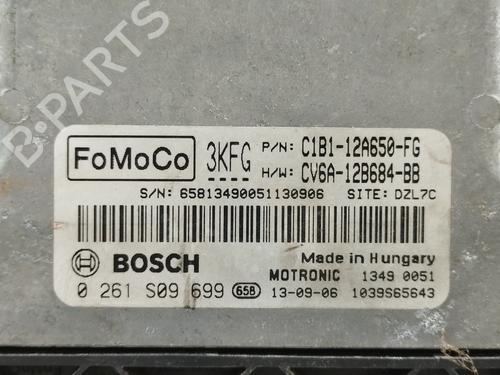 B-Parts
FoMoCo 3KFG P/N: C1B1-12A650-FG
H/W: CV6A-12B684-BB
S/N: 65813490051130906 SITE: DZL7C
BOSCH Made in Hungary
MOTRONIC 1349 0051
0 261 S09 699 65B 13-09-06 1039S65643